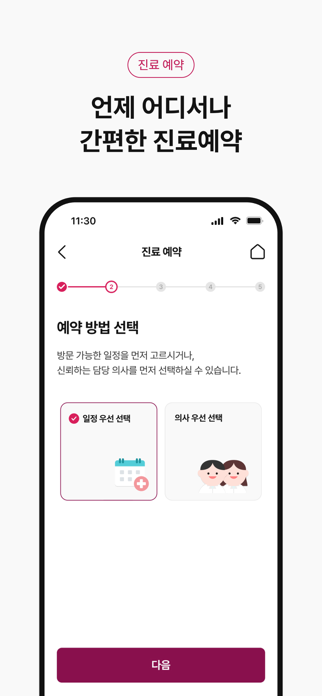 진료 예약
언제 어디서나
간편한 진료예약
11:30
진료 예약
2
3
4
5
예약 방법 선택
방문 가능한 일정을 먼저 고르시거나,
신뢰하는 담당 의사를 먼저 선택하실 수 있습니다.
일정 우선 선택
의사 우선 선택
다음